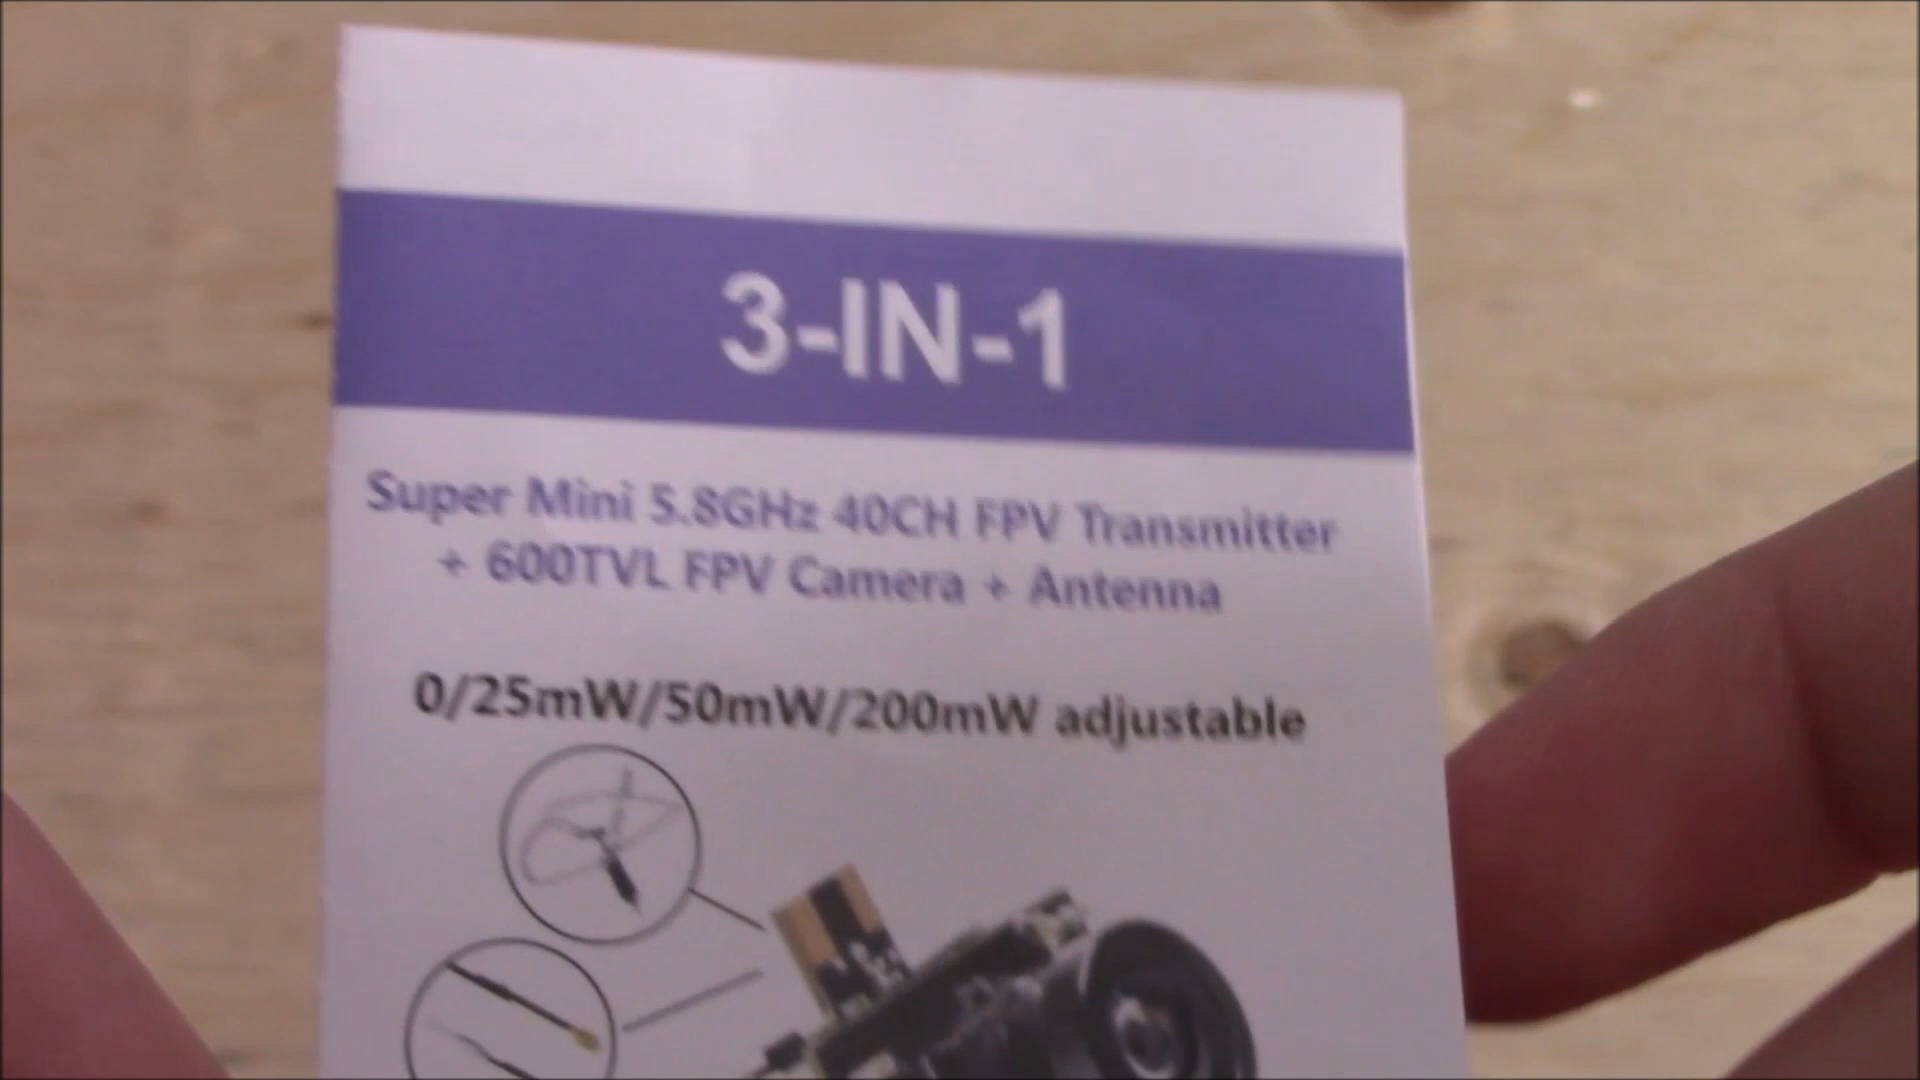 3-IN-1
Super Mini 5.8GHz 40CH FPV Transmitter
+ 600TVL FPV Camera + Antenna
0/25mW/50mW/200mW adjustable